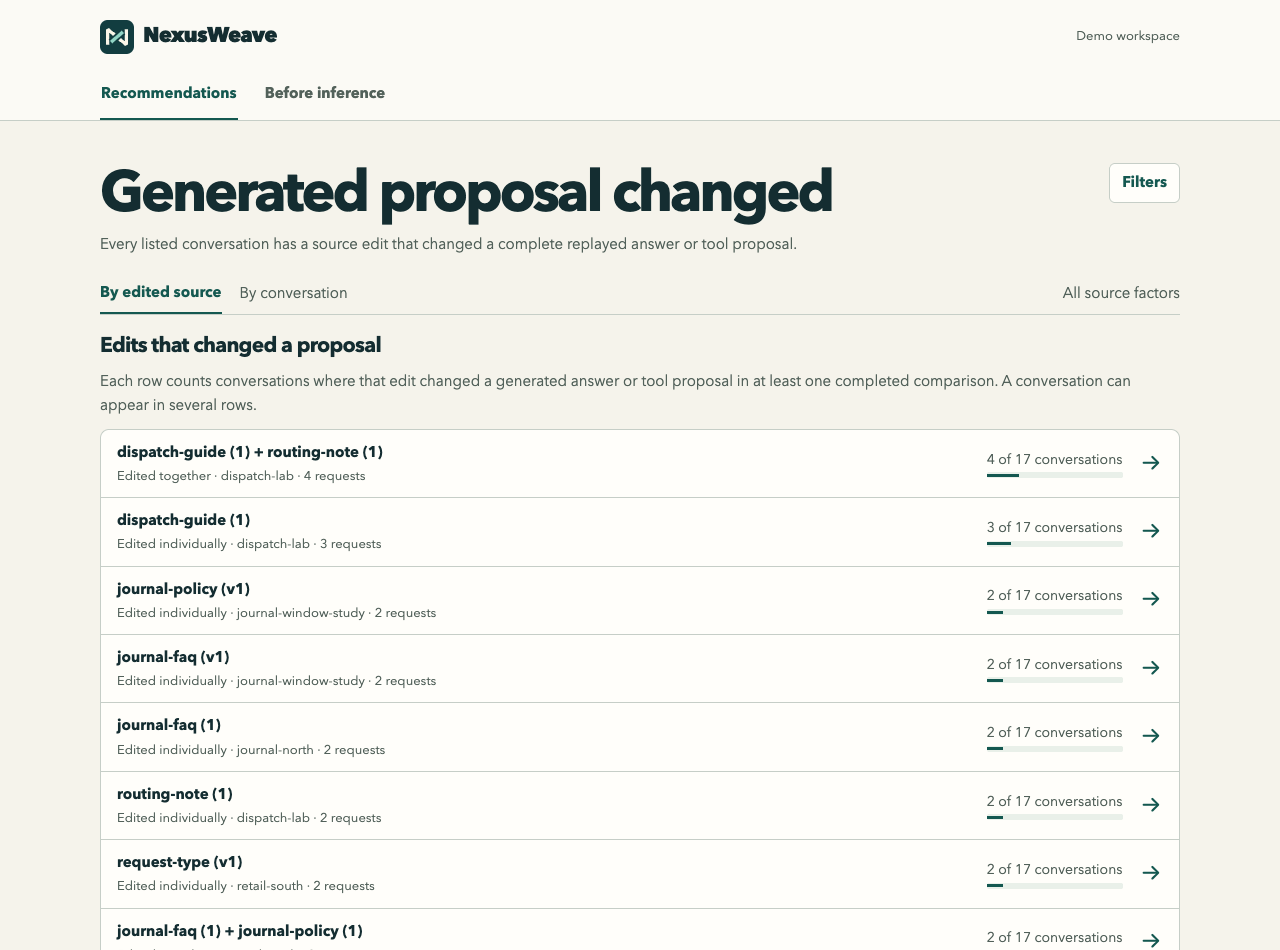 NexusWeave
Demo workspace
Recommendations
Before inference
Generated proposal changed
Filters
Every listed conversation has a source edit that changed a complete replayed answer or tool proposal.
By edited source
By conversation
All source factors
Edits that changed a proposal
Each row counts conversations where that edit changed a generated answer or tool proposal in at least one completed comparison. A conversation can
appear in several rows.
dispatch-guide (1) + routing-note (1)
Edited together · dispatch-lab · 4 requests
4 of 17 conversations
dispatch-guide (1)
Edited individually · dispatch-lab · 3 requests
3 of 17 conversations
journal-policy (v1)
Edited individually · journal-window-study · 2 requests
2 of 17 conversations
journal-faq (v1)
Edited individually · journal-window-study · 2 requests
2 of 17 conversations
journal-faq (1)
Edited individually · journal-north · 2 requests
2 of 17 conversations
routing-note (1)
Edited individually · dispatch-lab · 2 requests
2 of 17 conversations
request-type (v1)
Edited individually · retail-south · 2 requests
2 of 17 conversations
journal-faq (1) + journal-policy (1)
2 of 17 conversations